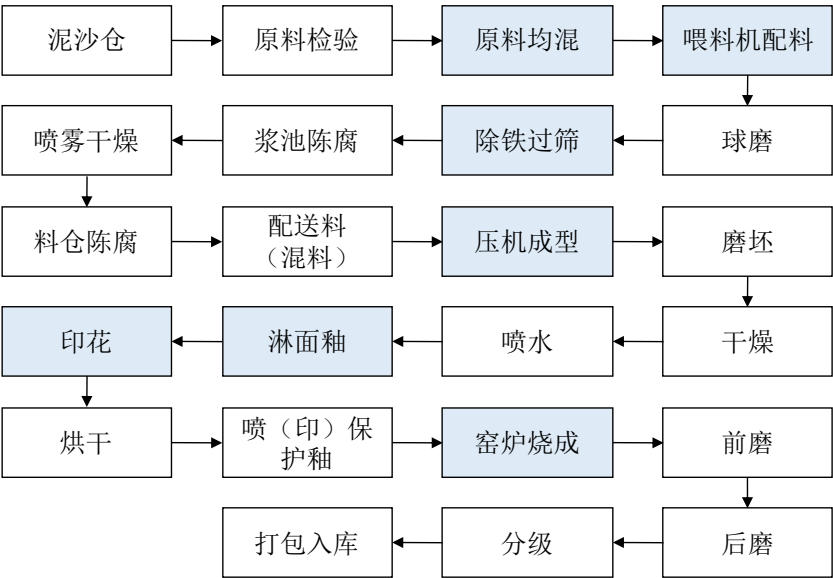 泥沙仓
原料检验
原料均混
喂料机配料
球磨
除铁过筛
浆池陈腐
喷雾干燥
料仓陈腐
配送料
（混料）
压机成型
磨坯
干燥
喷水
淋面釉
印花
烘干
喷（印）保
护釉
窑炉烧成
前磨
后磨
分级
打包入库